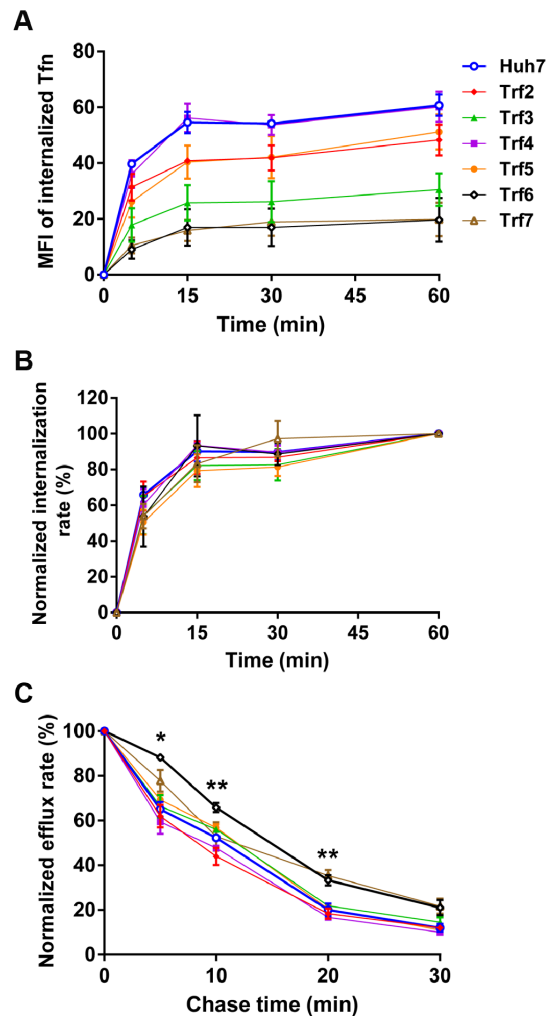 A
MFI of internalized Tfn
80
60
40
20
0
0 15 30 45 60
Time (min)
Huh7
Trf2
Trf3
Trf4
Trf5
Trf6
Trf7
B
Normalized internalization
rate (%)
120
100
80
60
40
20
0
0 15 30 45 60
Time (min)
C
Normalized efflux rate (%)
100
80
60
40
20
0
*
**
**
0 10 20 30
Chase time (min)